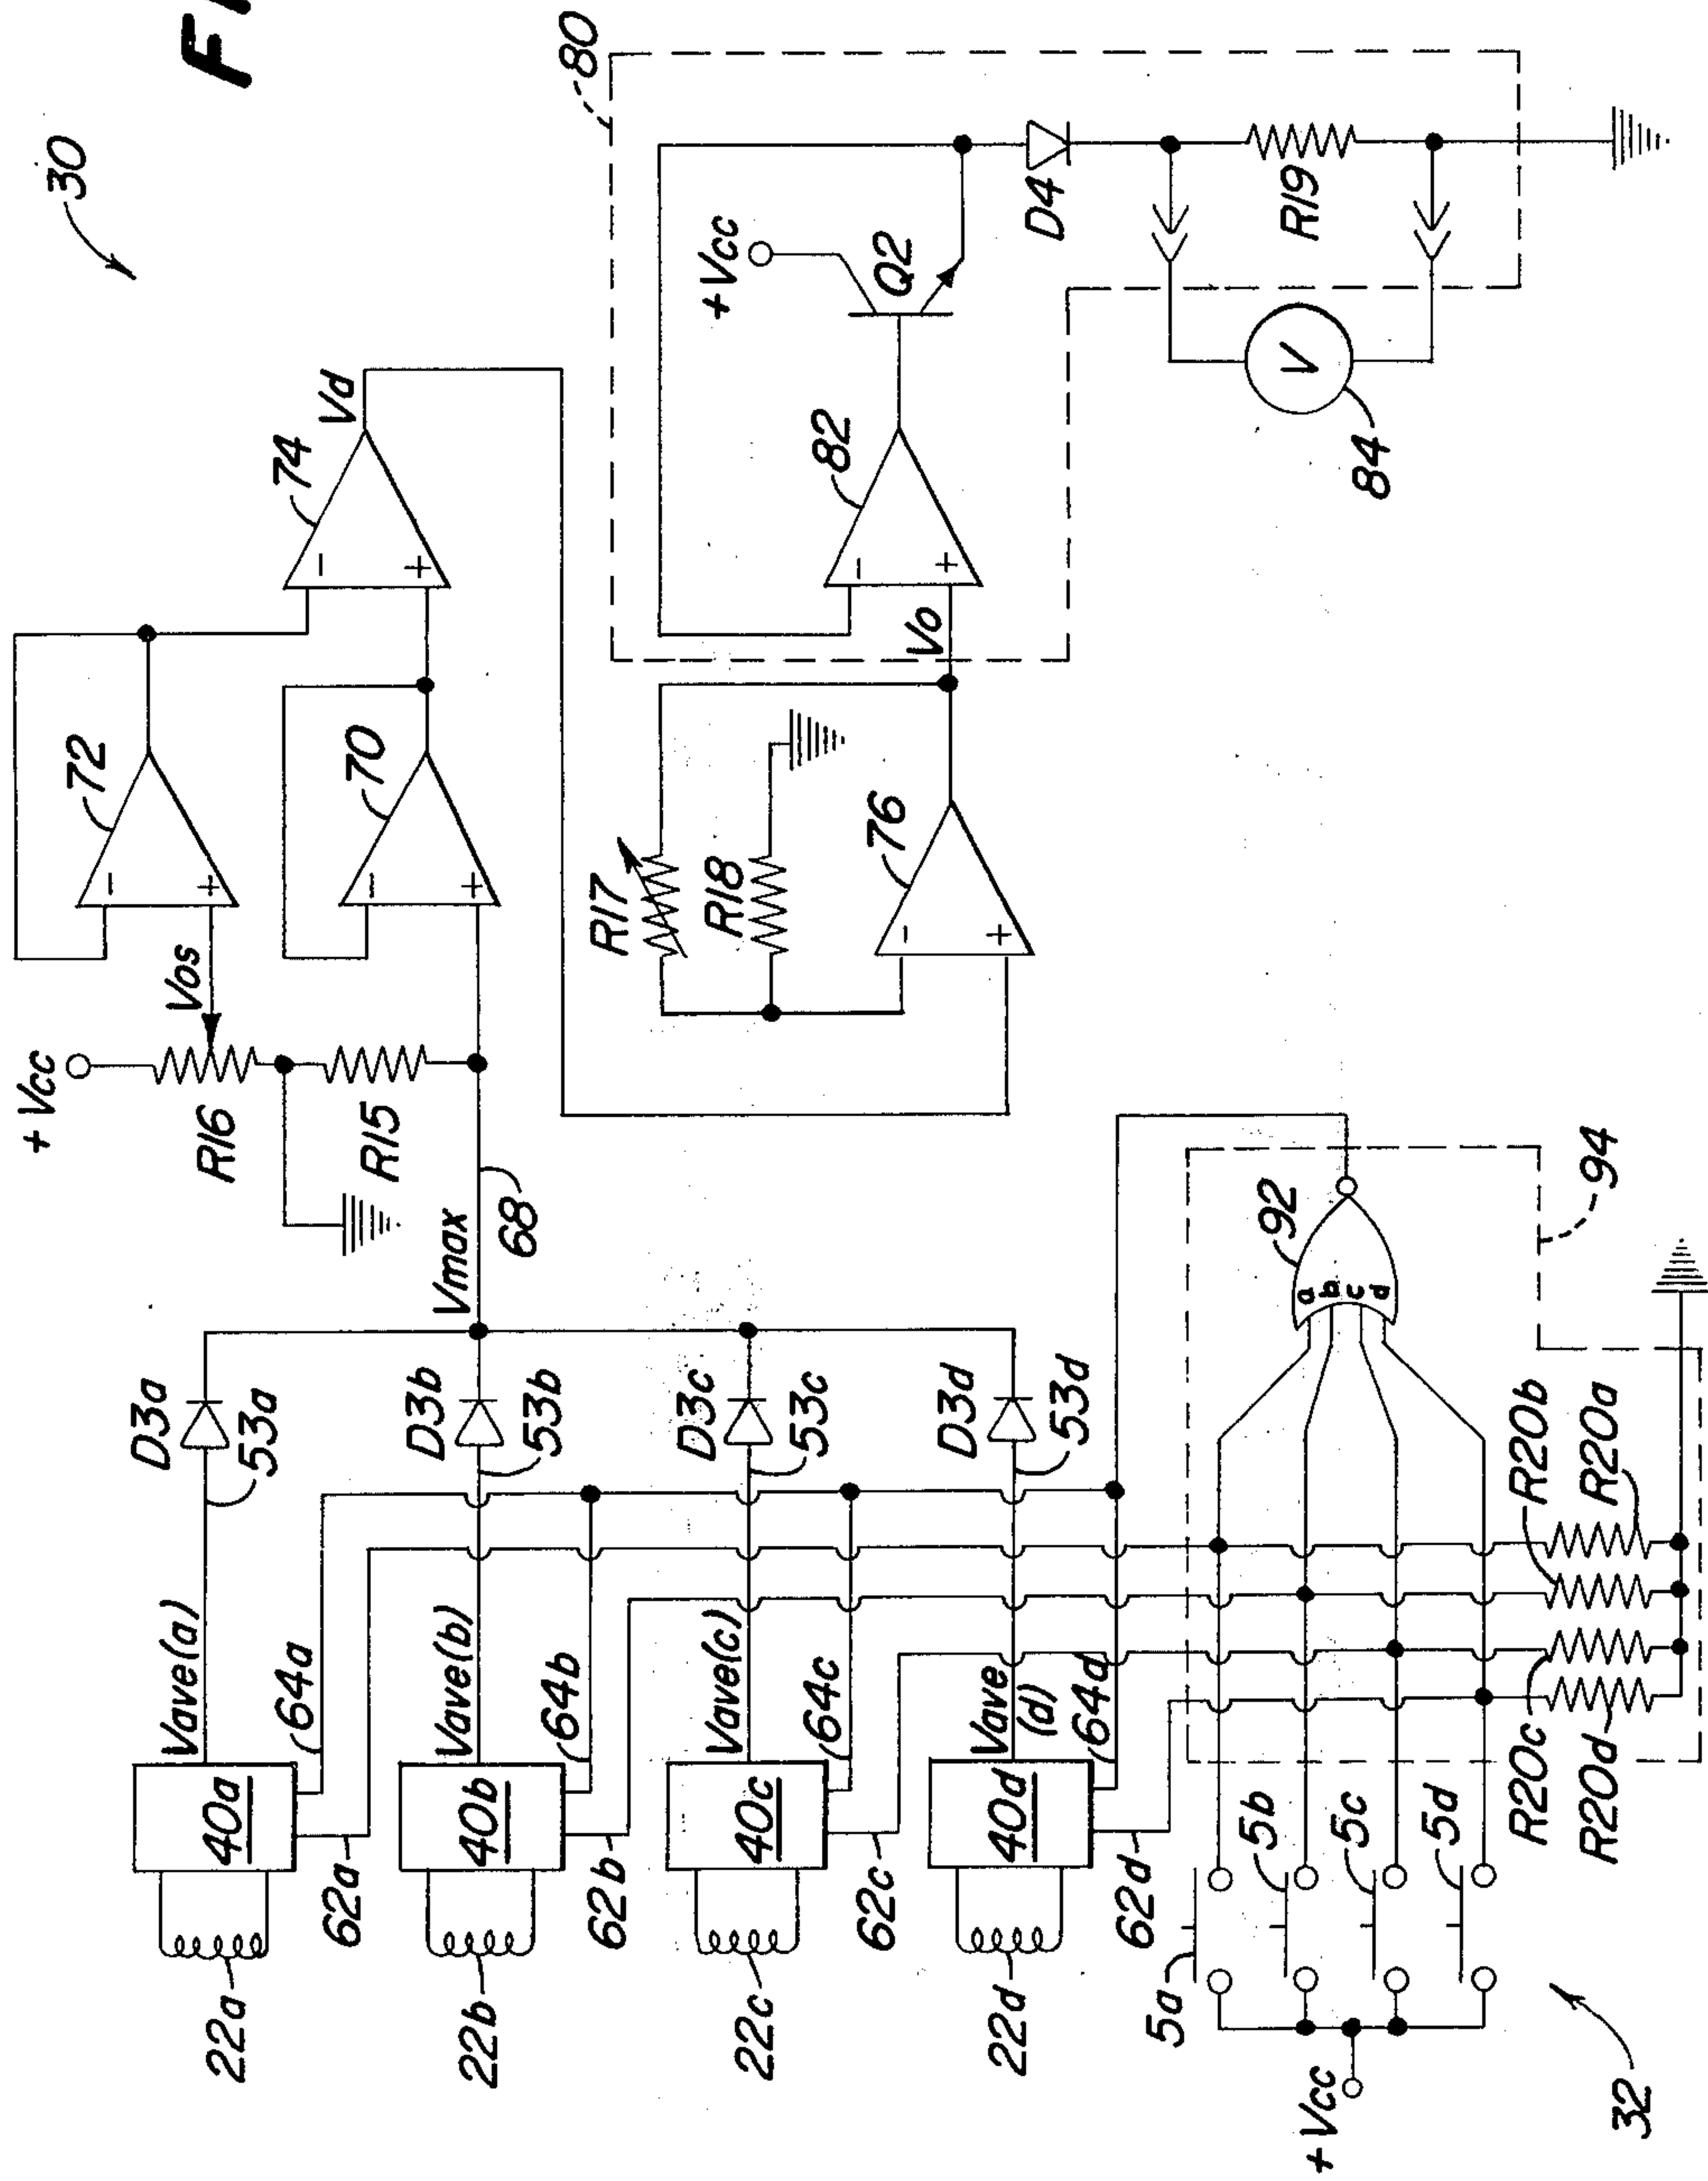 FI
30
+Vcc
R16
Vos
72
R15
70
74
Vd
Vmax
68
D3a
53a
Vave(a)
40a
22a
64a
62a
D3b
53b
Vave(b)
40b
22b
64b
62b
D3c
53c
Vave(c)
40c
22c
64c
62c
D3d
53d
Vave
(d)
40d
22d
64d
62d
R17
R18
76
Vo
80
82
+Vcc
Q2
D4
R19
V
84
-
+
-
+
-
+
-
+
-
+
5a
5b
5c
5d
+Vcc
32
92
a
b
c
d
94
R20b
R20a
R20c
R20d